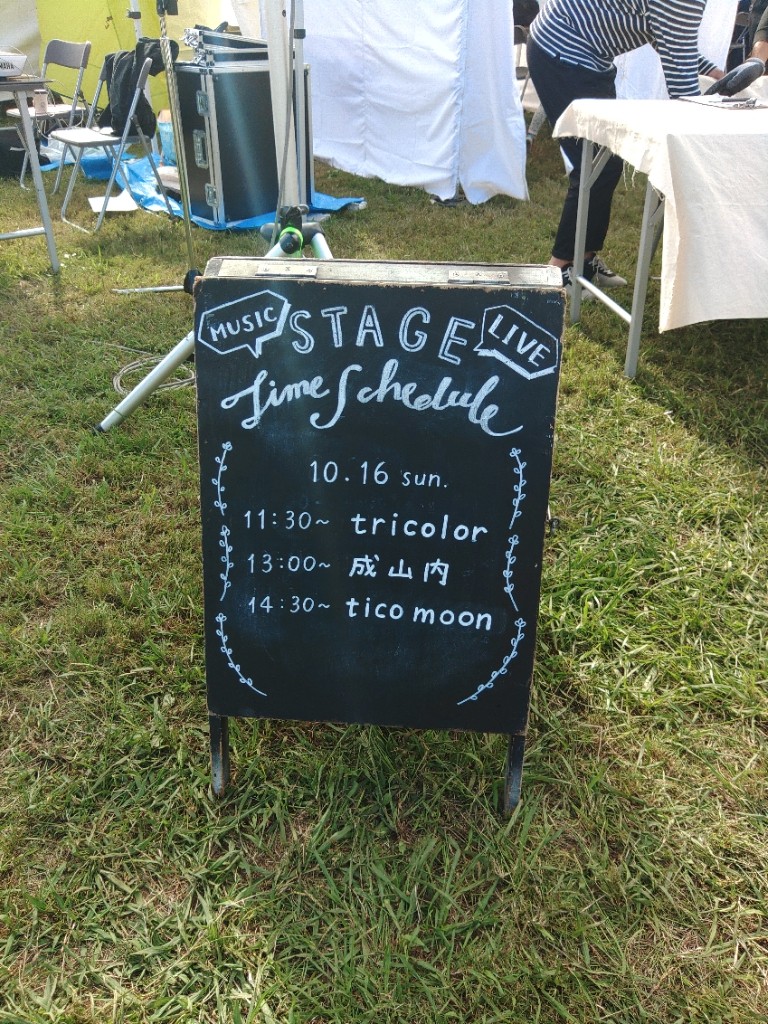 MUSIC STAGE LIVE
Time Schedule
10.16 sun.
11:30~ tricolor
13:00~ 成山内
14:30~ tico moon